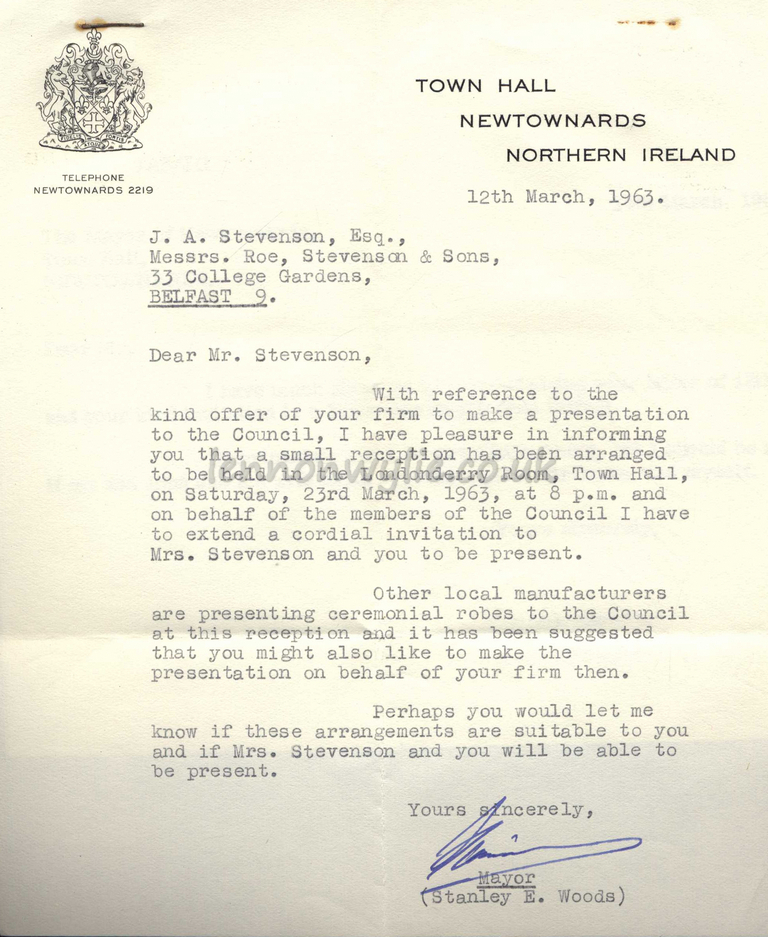 TOWN HALL
NEWTOWNARDS
NORTHERN IRELAND
TELEPHONE
NEWTOWNARDS 2219
12th March, 1963.
J. A. Stevenson, Esq.,
Messrs. Roe, Stevenson & Sons,
33 College Gardens,
BELFAST 9.
Dear Mr. Stevenson,
With reference to the
kind offer of your firm to make a presentation
to the Council, I have pleasure in informing
you that a small reception has been arranged
to be held in the Londonderry Room, Town Hall,
on Saturday, 23rd March, 1963, at 8 p.m. and
on behalf of the members of the Council I have
to extend a cordial invitation to
Mrs. Stevenson and you to be present.
Other local manufacturers
are presenting ceremonial robes to the Council
at this reception and it has been suggested
that you might also like to make the
presentation on behalf of your firm then.
Perhaps you would let me
know if these arrangements are suitable to you
and if Mrs. Stevenson and you will be able to
be present.
Yours sincerely,
Mayor
(Stanley E. Woods)
lennonwylie.co.uk